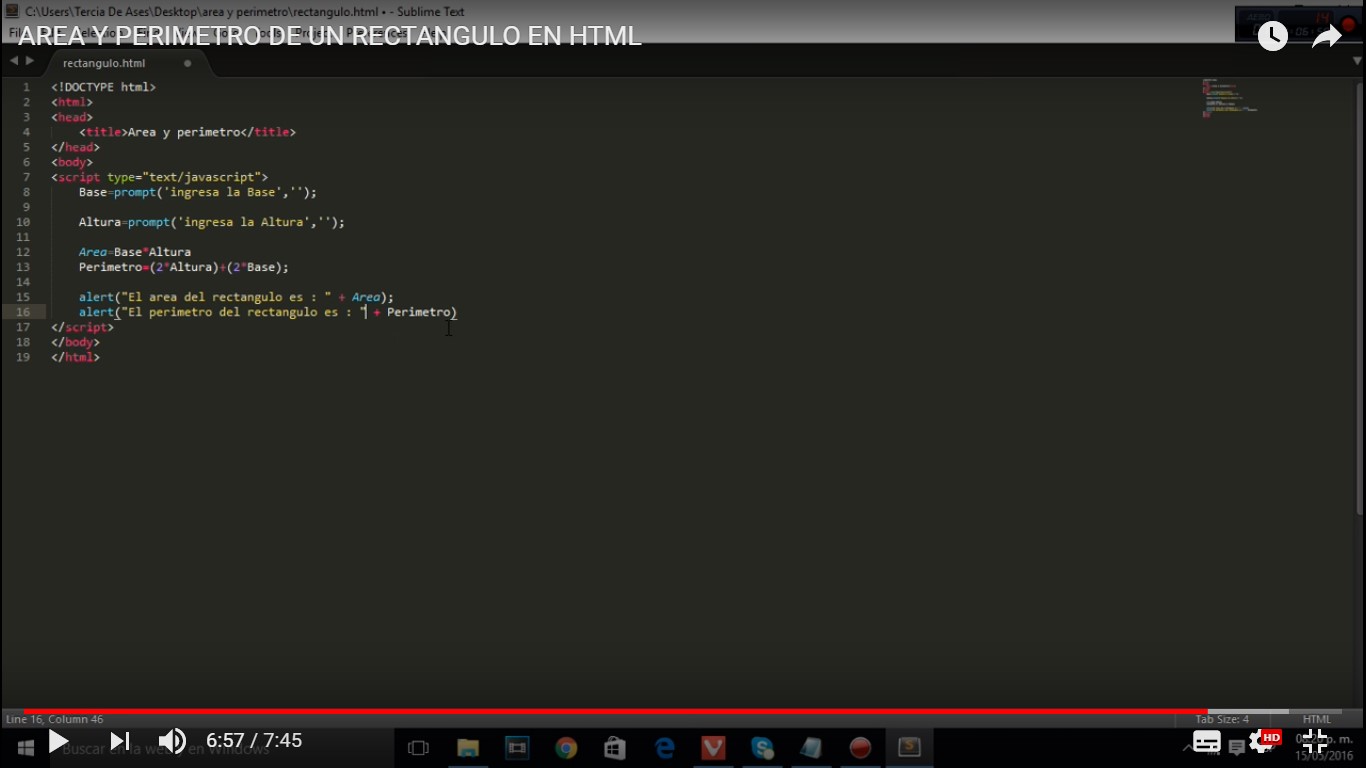 C:\Users\Tercia De Ases\Desktop\area y perimetro\rectangulo.html • - Sublime Text
AREA Y PERIMETRO DE UN RECTANGULO EN HTML
rectangulo.html
1 <!DOCTYPE html>
2 <html>
3 <head>
4 <title>Area y perimetro</title>
5 </head>
6 <body>
7 <script type="text/javascript">
8 Base=prompt('ingresa la Base','');
9
10 Altura=prompt('ingresa la Altura','');
11
12 Area=Base*Altura
13 Perimetro=(2*Altura)+(2*Base);
14
15 alert("El area del rectangulo es : " + Area);
16 alert("El perimetro del rectangulo es : " + Perimetro)
17 </script>
18 </body>
19 </html>
Line 16, Column 46
Tab Size: 4
HTML
6:57 / 7:45
Buscar en la web y en Windows
HD
p. m.
15/05/2016